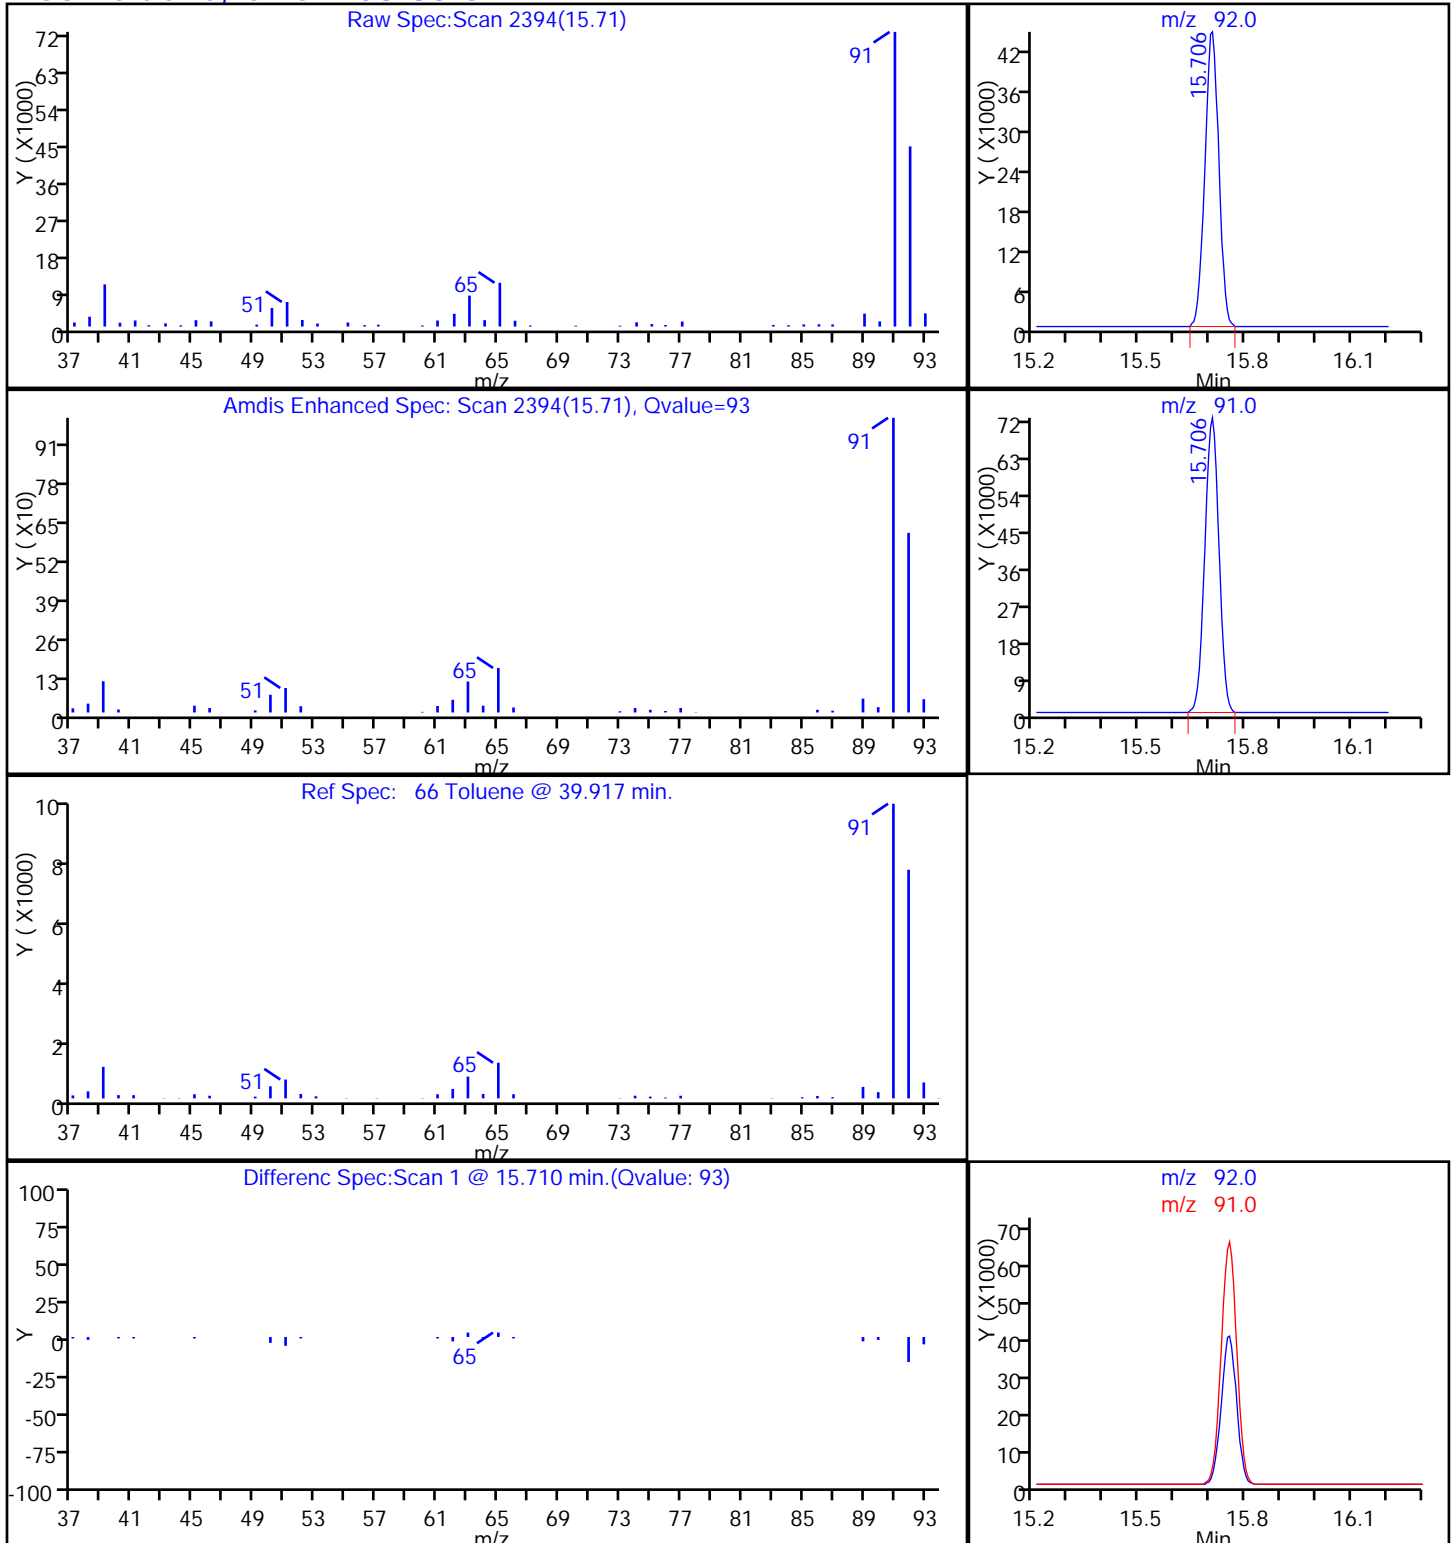 Raw Spec:Scan 2394(15.71)
Y ( X1000)
72
63
54
45
36
27
18
9
0
91
65
51
37 41 45 49 53 57 61 65 69 73 77 81 85 89 93
m/z
m/z 92.0
Y ( X1000)
42
36
30
24
18
12
6
0
15.706
15.2 15.5 15.8 16.1
Min
Amdis Enhanced Spec: Scan 2394(15.71), Qvalue=93
Y ( X10)
91
78
65
52
39
26
13
0
91
65
51
37 41 45 49 53 57 61 65 69 73 77 81 85 89 93
m/z
m/z 91.0
Y ( X1000)
72
63
54
45
36
27
18
9
0
15.706
15.2 15.5 15.8 16.1
Min
Ref Spec: 66 Toluene @ 39.917 min.
Y ( X1000)
10
8
6
4
2
0
91
65
51
37 41 45 49 53 57 61 65 69 73 77 81 85 89 93
m/z
Differenc Spec:Scan 1 @ 15.710 min.(Qvalue: 93)
Y
100
75
50
25
0
-25
-50
-75
-100
65
37 41 45 49 53 57 61 65 69 73 77 81 85 89 93
m/z
m/z 92.0
m/z 91.0
Y ( X1000)
70
60
50
40
30
20
10
0
15.2 15.5 15.8 16.1
Min